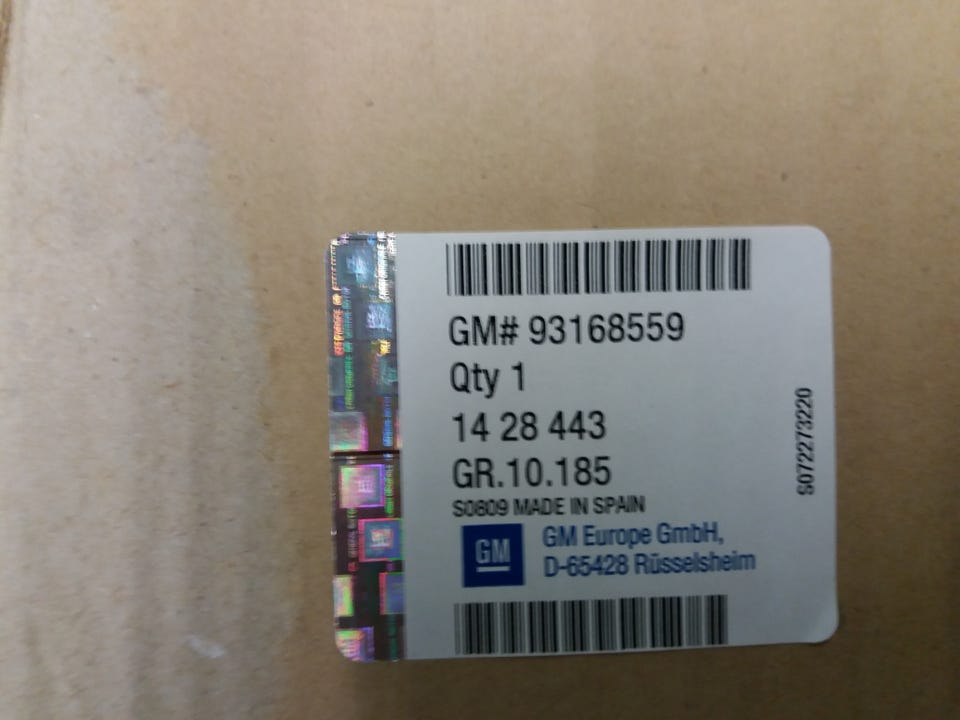 GM# 93168559
Qty 1
14 28 443
GR.10.185
S0809 MADE IN SPAIN
GM
GM Europe GmbH,
D-65428 Rüsselsheim
S072273220